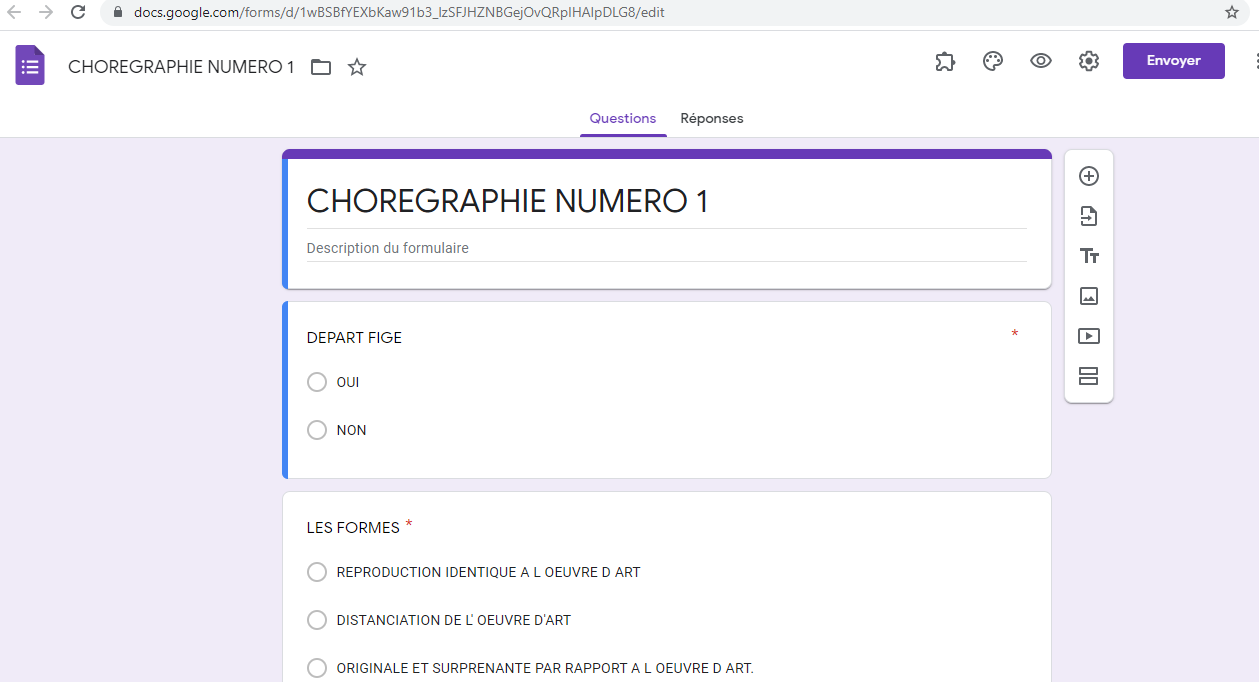 docs.google.com/forms/d/1wBSBfYEXbKaw91b3_lzSFJHZNBGejOvQRpIHAIpDLG8/edit
CHOREGRAPHIE NUMERO 1
Envoyer
Questions Réponses
CHOREGRAPHIE NUMERO 1
Description du formulaire
DEPART FIGE *
OUI
NON
LES FORMES *
REPRODUCTION IDENTIQUE A L OEUVRE D ART
DISTANCIATION DE L' OEUVRE D'ART
ORIGINALE ET SURPRENANTE PAR RAPPORT A L OEUVRE D ART.